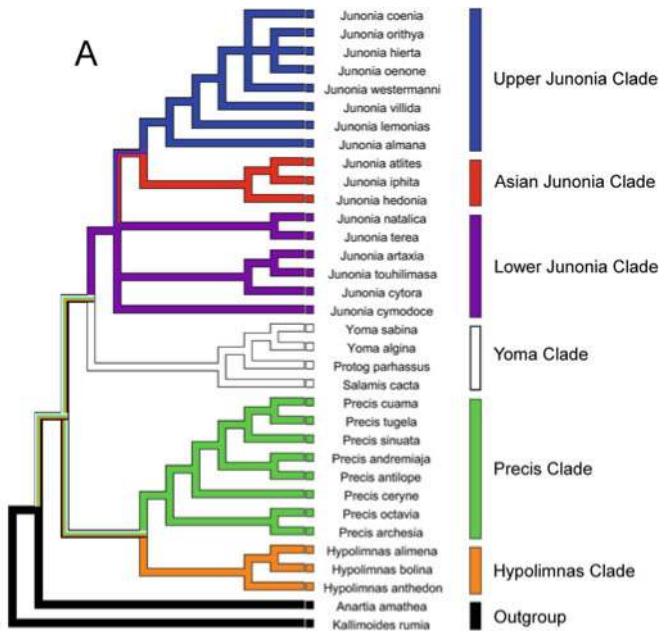 A
Junonia coenia
Junonia orithya
Junonia hierta
Junonia oenone
Junonia westermanni
Junonia villida
Junonia lemonias
Junonia almana
Upper Junonia Clade
Junonia atlites
Junonia iphita
Junonia hedonia
Asian Junonia Clade
Junonia natalica
Junonia terea
Junonia artaxia
Junonia touhilimasa
Junonia cytora
Junonia cymodoce
Lower Junonia Clade
Yoma sabina
Yoma algina
Protog parhassus
Salamis cacta
Yoma Clade
Precis cuama
Precis tugela
Precis sinuata
Precis andremiaja
Precis antilope
Precis ceryne
Precis octavia
Precis archesia
Precis Clade
Hypolimnas alimena
Hypolimnas bolina
Hypolimnas anthedon
Hypolimnas Clade
Anartia amathea
Kallimoides rumia
Outgroup